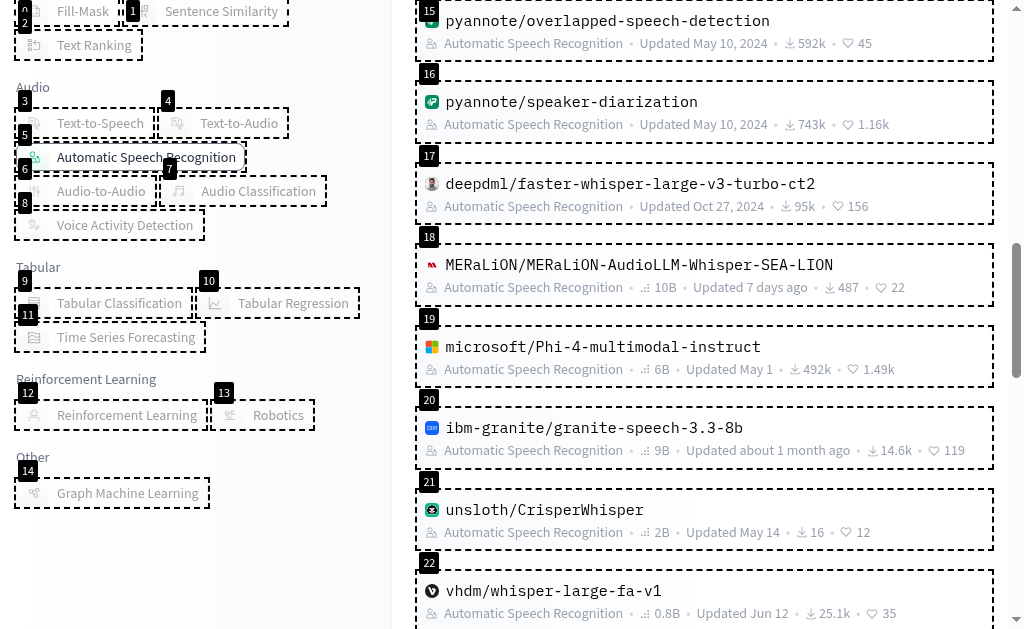 0 Fill-Mask 1 Sentence Similarity
2 Text Ranking
Audio
3 Text-to-Speech 4 Text-to-Audio
5 Automatic Speech Recognition
6 Audio-to-Audio 7 Audio Classification
8 Voice Activity Detection
Tabular
9 Tabular Classification 10 Tabular Regression
11 Time Series Forecasting
Reinforcement Learning
12 Reinforcement Learning 13 Robotics
Other
14 Graph Machine Learning
15 pyannote/overlapped-speech-detection
Automatic Speech Recognition • Updated May 10, 2024 • 592k • 45
16 pyannote/speaker-diarization
Automatic Speech Recognition • Updated May 10, 2024 • 743k • 1.16k
17 deepdml/faster-whisper-large-v3-turbo-ct2
Automatic Speech Recognition • Updated Oct 27, 2024 • 95k • 156
18 MERaLiON/MERaLiON-AudioLLM-Whisper-SEA-LION
Automatic Speech Recognition • 10B • Updated 7 days ago • 487 • 22
19 microsoft/Phi-4-multimodal-instruct
Automatic Speech Recognition • 6B • Updated May 1 • 492k • 1.49k
20 ibm-granite/granite-speech-3.3-8b
Automatic Speech Recognition • 9B • Updated about 1 month ago • 14.6k • 119
21 unsloth/CrisperWhisper
Automatic Speech Recognition • 2B • Updated May 14 • 16 • 12
22 vhdm/whisper-large-fa-v1
Automatic Speech Recognition • 0.8B • Updated Jun 12 • 25.1k • 35